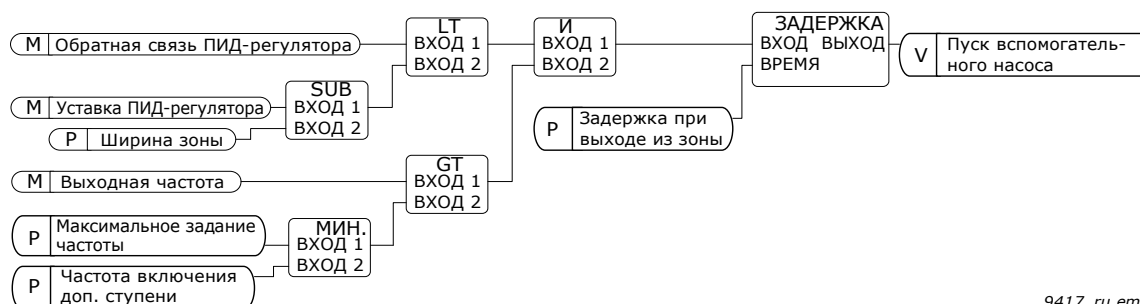 LT
И
ЗАДЕРЖКА
M Обратная связь ПИД-регулятора
ВХОД 1
ВХОД 2
ВХОД 1
ВХОД 2
ВХОД ВЫХОД
ВРЕМЯ
V Пуск вспомогатель-
ного насоса
SUB
M Уставка ПИД-регулятора
ВХОД 1
P Ширина зоны
ВХОД 2
P Задержка при
выходе из зоны
GT
M Выходная частота
ВХОД 1
ВХОД 2
P Максимальное задание
частоты
МИН.
ВХОД 1
ВХОД 2
P Частота включения
доп. ступени